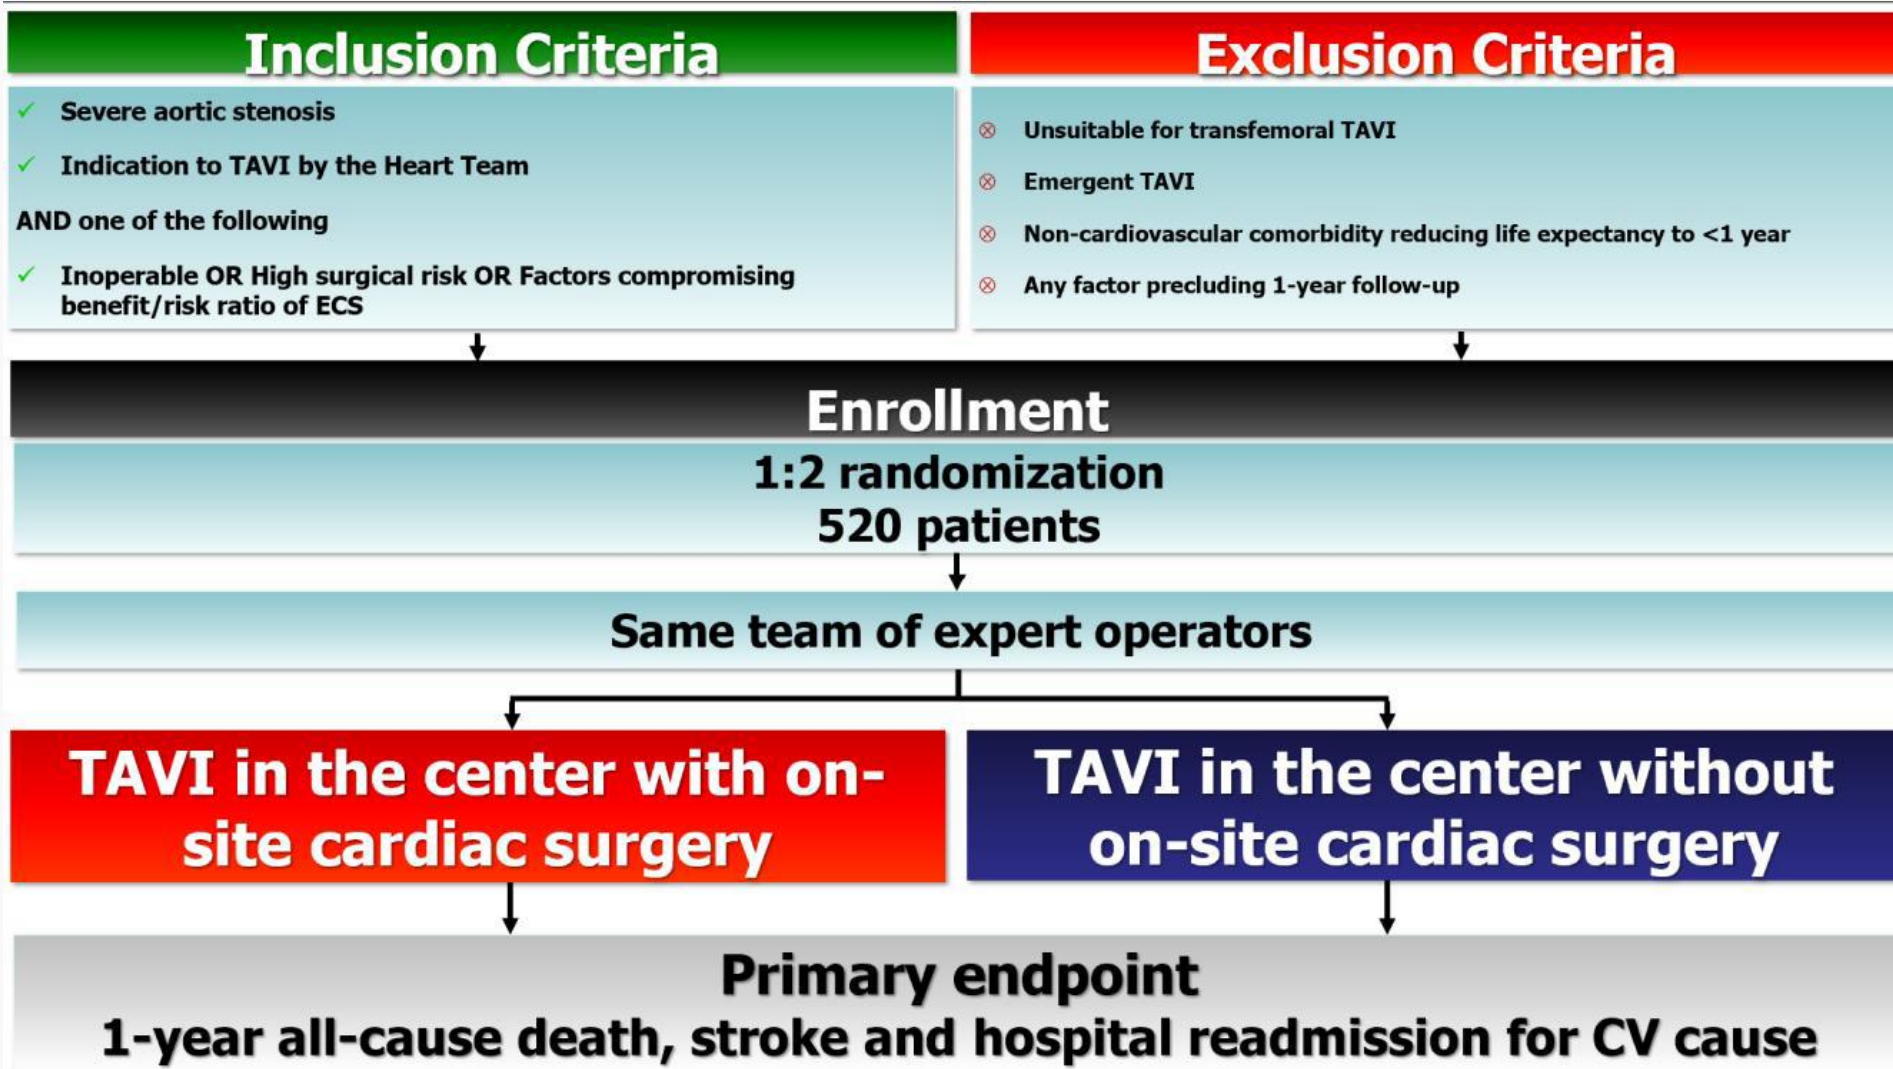 Inclusion Criteria
Severe aortic stenosis
Indication to TAVI by the Heart Team
AND one of the following
Inoperable OR High surgical risk OR Factors compromising
benefit/risk ratio of ECS
Exclusion Criteria
Unsuitable for transfemoral TAVI
Emergent TAVI
Non-cardiovascular comorbidity reducing life expectancy to <1 year
Any factor precluding 1-year follow-up
Enrollment
1:2 randomization
520 patients
Same team of expert operators
TAVI in the center with on-
site cardiac surgery
TAVI in the center without
on-site cardiac surgery
Primary endpoint
1-year all-cause death, stroke and hospital readmission for CV cause